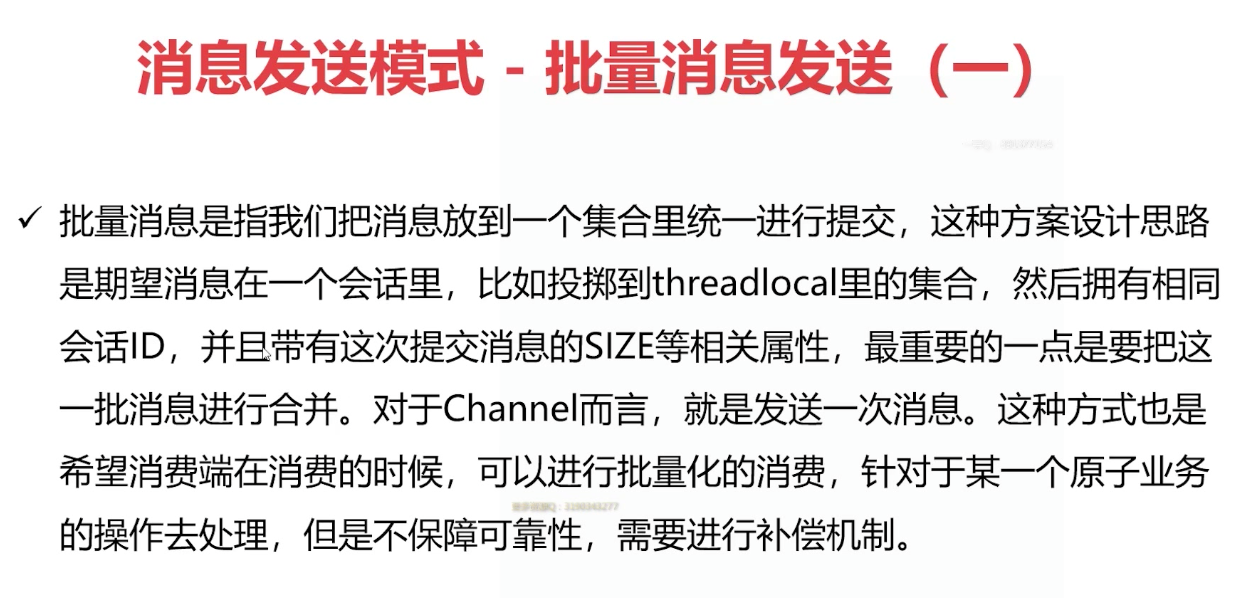 消息发送模式 - 批量消息发送（一）
✓ 批量消息是指我们把消息放到一个集合里统一进行提交，这种方案设计思路
是期望消息在一个会话里，比如投掷到threadlocal里的集合，然后拥有相同
会话ID，并且带有这次提交消息的SIZE等相关属性，最重要的一点是要把这
一批消息进行合并。对于Channel而言，就是发送一次消息。这种方式也是
希望消费端在消费的时候，可以进行批量化的消费，针对于某一个原子业务
的操作去处理，但是不保障可靠性，需要进行补偿机制。